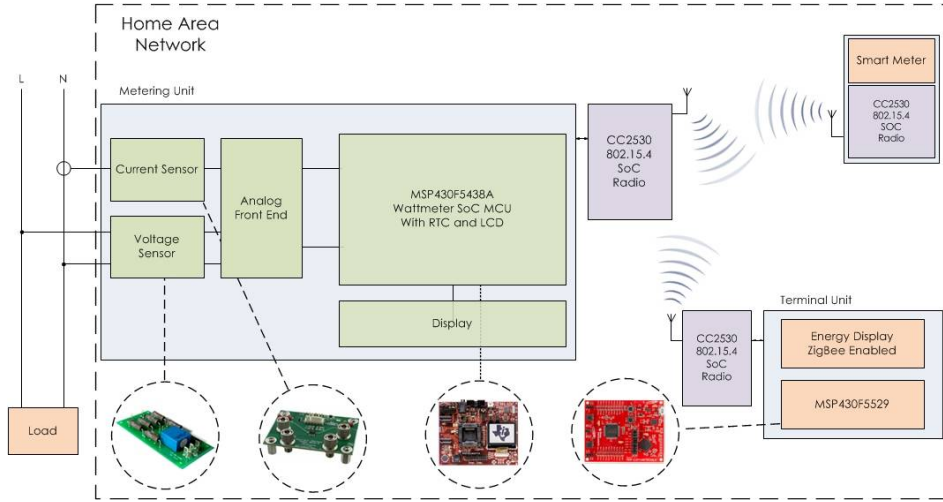 Home Area
Network
L
N
Metering Unit
Current Sensor
Voltage
Sensor
Analog
Front End
MSP430F5438A
Wattmeter SoC MCU
With RTC and LCD
Display
CC2530
802.15.4
SoC
Radio
Smart Meter
CC2530
802.15.4
SOC
Radio
CC2530
802.15.4
SoC
Radio
Terminal Unit
Energy Display
ZigBee Enabled
MSP430F5529
Load